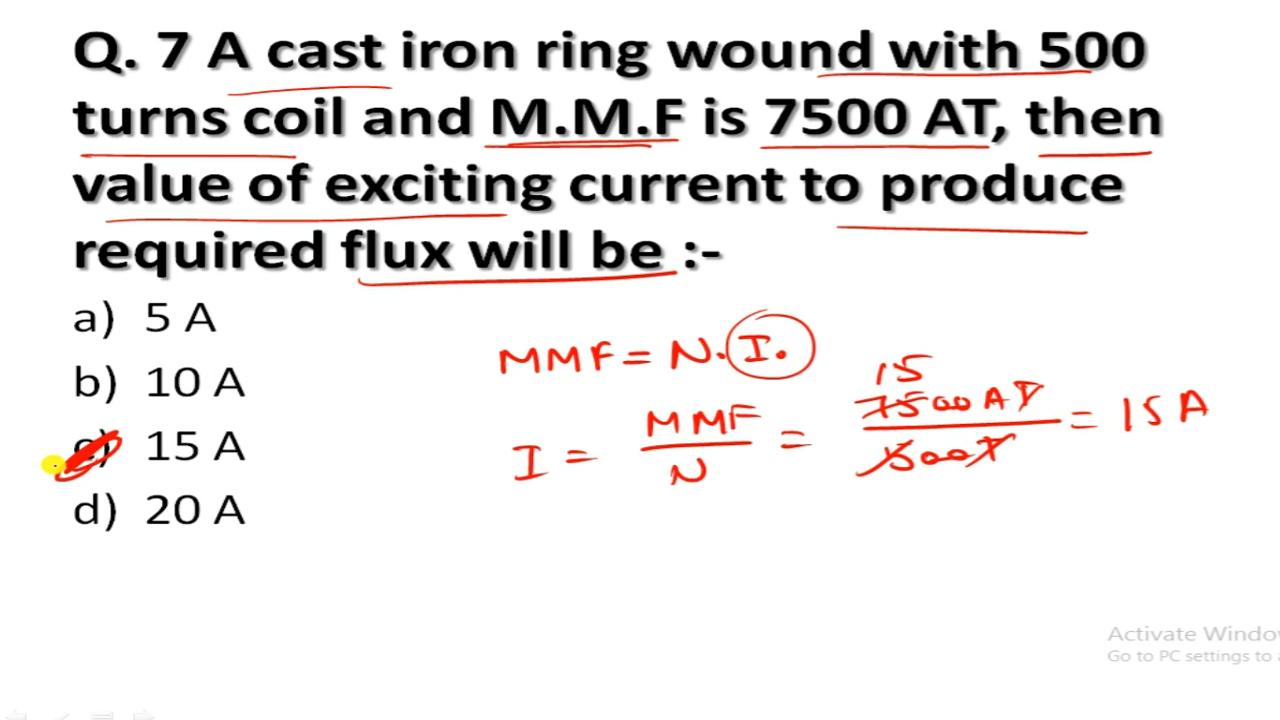 Q. 7 A cast iron ring wound with 500
turns coil and M.M.F is 7500 AT, then
value of exciting current to produce
required flux will be :-
a) 5 A
b) 10 A
c) 15 A
d) 20 A
MMF = N.I.
I = MMF / N = 7500 AT / 500T = 15 A
15
Activate Windo
Go to PC settings to a